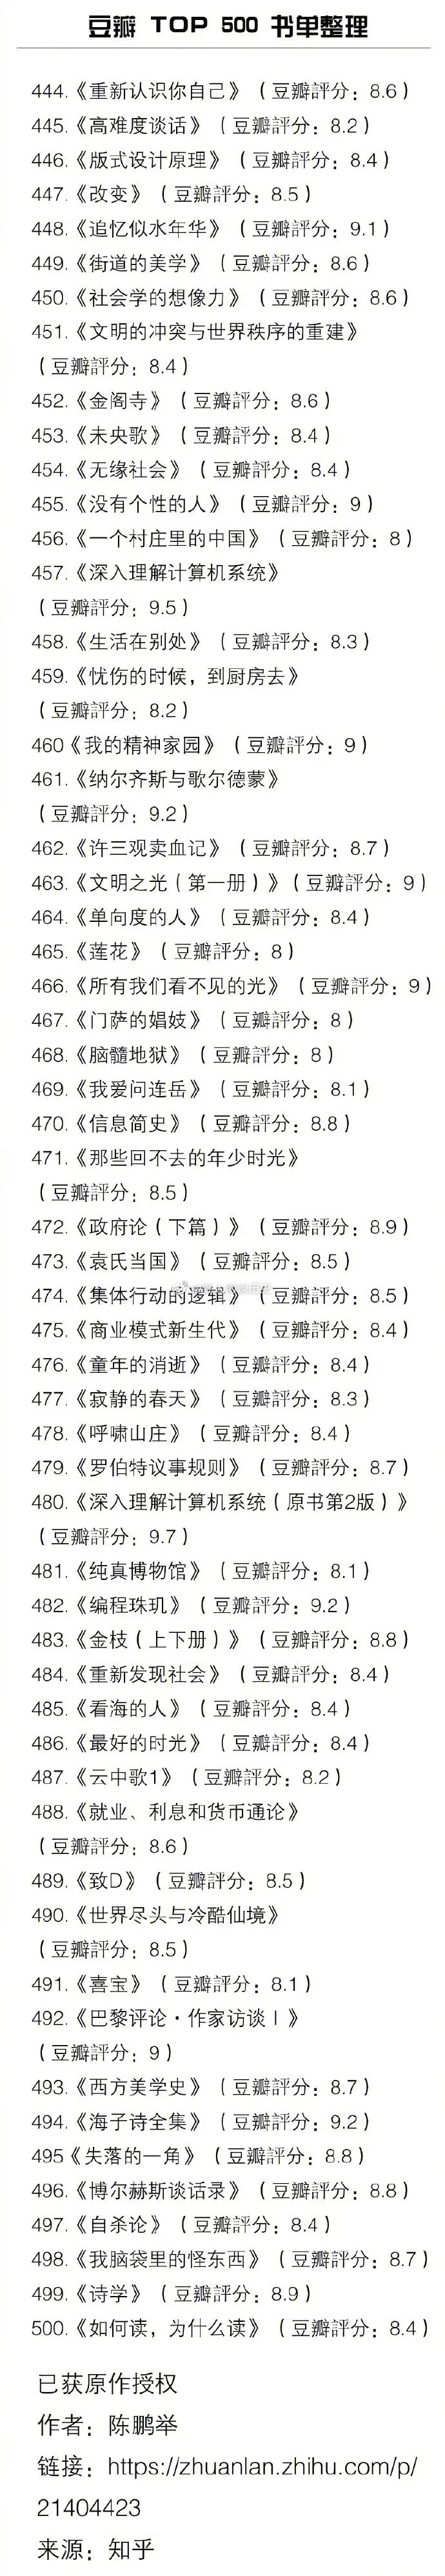 豆瓣 TOP 500 书单整理
444.《重新认识你自己》（豆瓣評分：8.6）
445.《高难度谈话》（豆瓣評分：8.2）
446.《版式设计原理》（豆瓣評分：8.4）
447.《改变》（豆瓣評分：8.5）
448.《追忆似水年华》（豆瓣評分：9.1）
449.《街道的美学》（豆瓣評分：8.6）
450.《社会学的想像力》（豆瓣評分：8.6）
451.《文明的冲突与世界秩序的重建》
（豆瓣評分：8.4）
452.《金阁寺》（豆瓣評分：8.6）
453.《未央歌》（豆瓣評分：8.4）
454.《无缘社会》（豆瓣評分：8.4）
455.《没有个性的人》（豆瓣評分：9）
456.《一个村庄里的中国》（豆瓣評分：8）
457.《深入理解计算机系统》
（豆瓣評分：9.5）
458.《生活在别处》（豆瓣評分：8.3）
459.《忧伤的时候，到厨房去》
（豆瓣評分：8.2）
460《我的精神家园》（豆瓣評分：9）
461.《纳尔齐斯与歌尔德蒙》
（豆瓣評分：9.2）
462.《许三观卖血记》（豆瓣評分：8.7）
463.《文明之光（第一册）》（豆瓣評分：9）
464.《单向度的人》（豆瓣評分：8.4）
465.《莲花》（豆瓣評分：8）
466.《所有我们看不见的光》（豆瓣評分：9）
467.《门萨的娼妓》（豆瓣評分：8）
468.《脑髓地狱》（豆瓣評分：8）
469.《我爱问连岳》（豆瓣評分：8.1）
470.《信息简史》（豆瓣評分：8.8）
471.《那些回不去的年少时光》
（豆瓣評分：8.5）
472.《政府论（下篇）》（豆瓣評分：8.9）
473.《袁氏当国》（豆瓣評分：8.5）
474.《集体行动的逻辑》（豆瓣評分：8.5）
475.《商业模式新生代》（豆瓣評分：8.4）
476.《童年的消逝》（豆瓣評分：8.4）
477.《寂静的春天》（豆瓣評分：8.3）
478.《呼啸山庄》（豆瓣評分：8.4）
479.《罗伯特议事规则》（豆瓣評分：8.7）
480.《深入理解计算机系统（原书第2版）》
（豆瓣評分：9.7）
481.《纯真博物馆》（豆瓣評分：8.1）
482.《编程珠玑》（豆瓣評分：9.2）
483.《金枝（上下册）》（豆瓣評分：8.8）
484.《重新发现社会》（豆瓣評分：8.4）
485.《看海的人》（豆瓣評分：8.4）
486.《最好的时光》（豆瓣評分：8.4）
487.《云中歌1》（豆瓣評分：8.2）
488.《就业、利息和货币通论》
（豆瓣評分：8.6）
489.《致D》（豆瓣評分：8.5）
490.《世界尽头与冷酷仙境》
（豆瓣評分：8.5）
491.《喜宝》（豆瓣評分：8.1）
492.《巴黎评论·作家访谈Ⅰ》
（豆瓣評分：9）
493.《西方美学史》（豆瓣評分：8.7）
494.《海子诗全集》（豆瓣評分：9.2）
495《失落的一角》（豆瓣評分：8.8）
496.《博尔赫斯谈话录》（豆瓣評分：8.8）
497.《自杀论》（豆瓣評分：8.4）
498.《我脑袋里的怪东西》（豆瓣評分：8.7）
499.《诗学》（豆瓣評分：8.9）
500.《如何读，为什么读》（豆瓣評分：8.4）
已获原作授权
作者：陈鹏举
链接：https://zhuanlan.zhihu.com/p/
21404423
来源：知乎